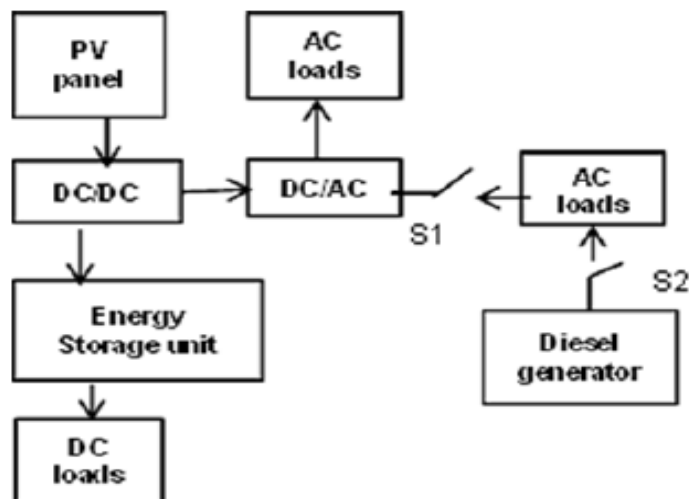 PV
panel
AC
loads
DC/DC
DC/AC
AC
loads
S1
S2
Energy
Storage unit
Diesel
generator
DC
loads